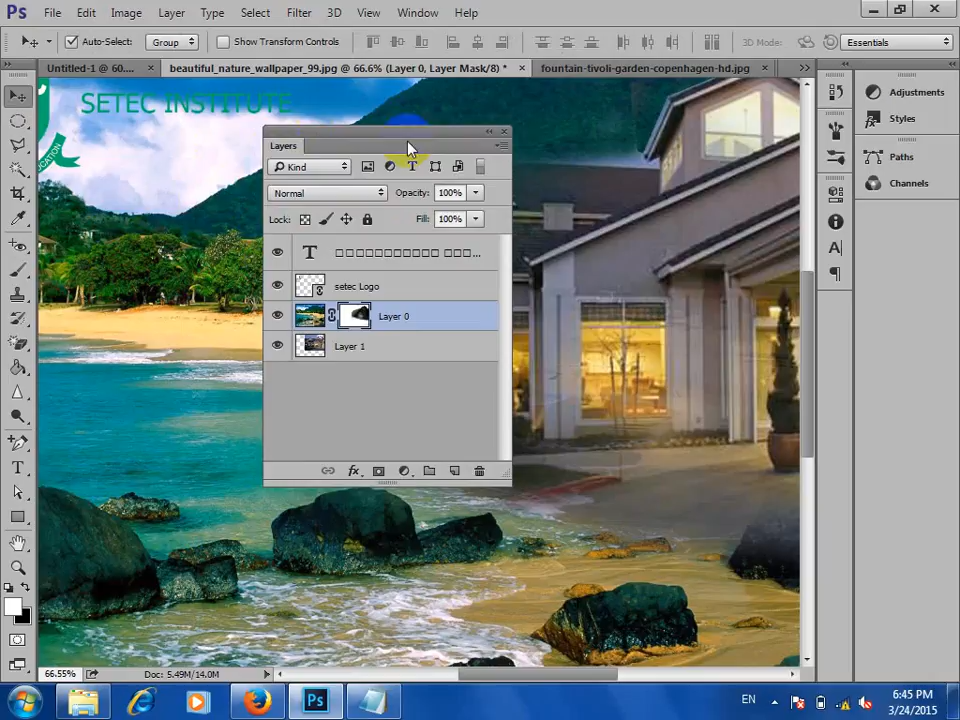 Ps File Edit Image Layer Type Select Filter 3D View Window Help
Auto-Select: Group Show Transform Controls 3D Mode: Essentials
Untitled-1 @ 60.... × beautiful_nature_wallpaper_99.jpg @ 66.6% (Layer 0, Layer Mask/8) * × fountain-tivoli-garden-copenhagen-hd.jpg ×
SETEC INSTITUTE
Layers
Kind
Normal Opacity: 100%
Lock: Fill: 100%
setec Logo
Layer 0
Layer 1
Adjustments
Styles
Paths
Channels
66.55% Doc: 5.49M/14.0M
EN 6:45 PM
3/24/2015